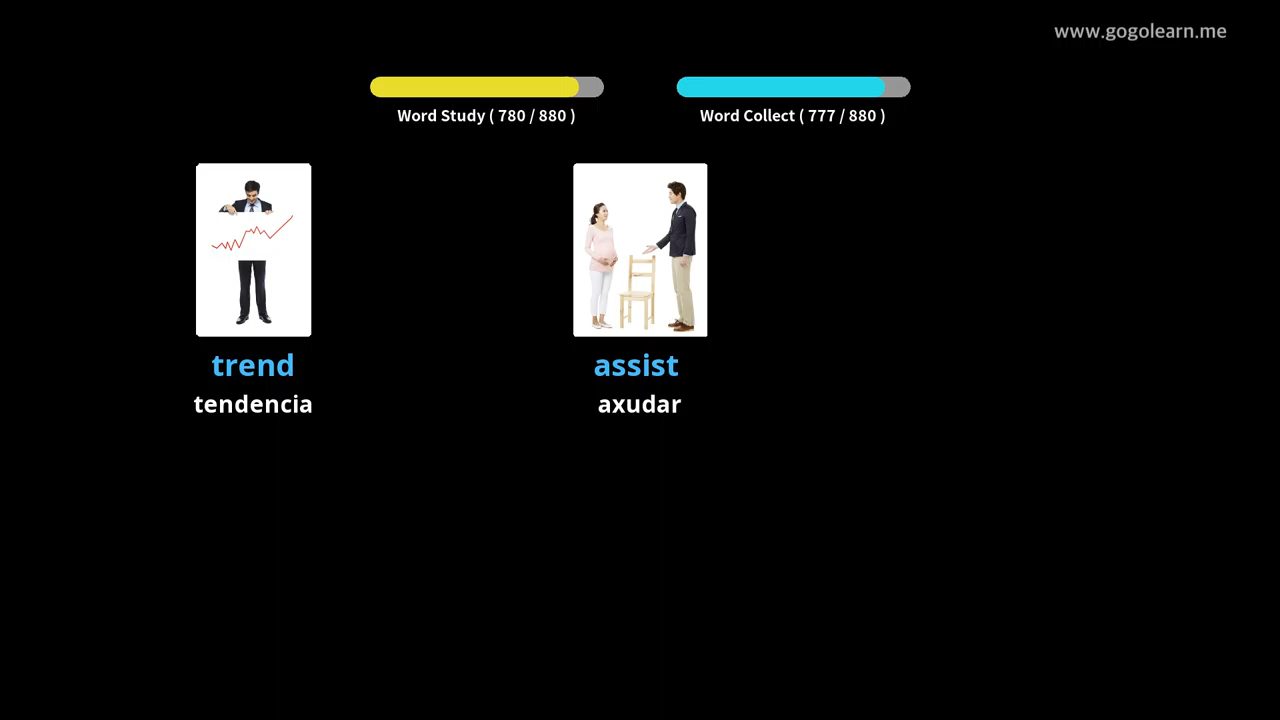 www.gogolearn.me
Word Study ( 780 / 880 )
Word Collect ( 777 / 880 )
trend
assist
tendencia
axudar